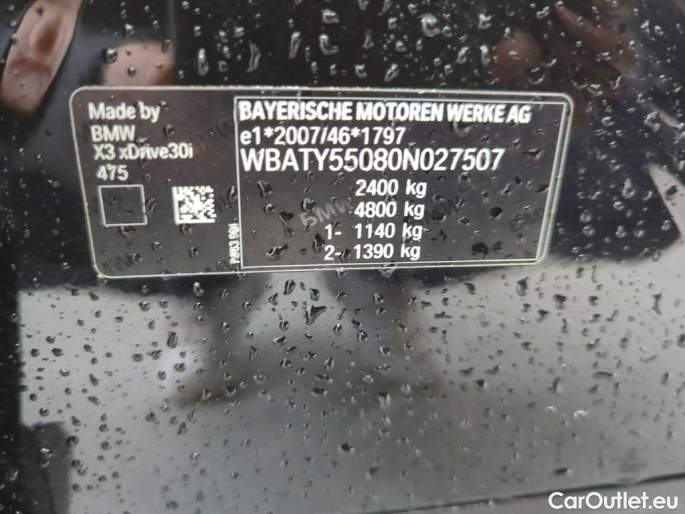 Made by
BMW
X3 xDrive30i
475
BAYERISCHE MOTOREN WERKE AG
e1*2007/46*1797
WBATY55080N027507
2400 kg
4800 kg
1- 1140 kg
2- 1390 kg
CarOutlet.eu